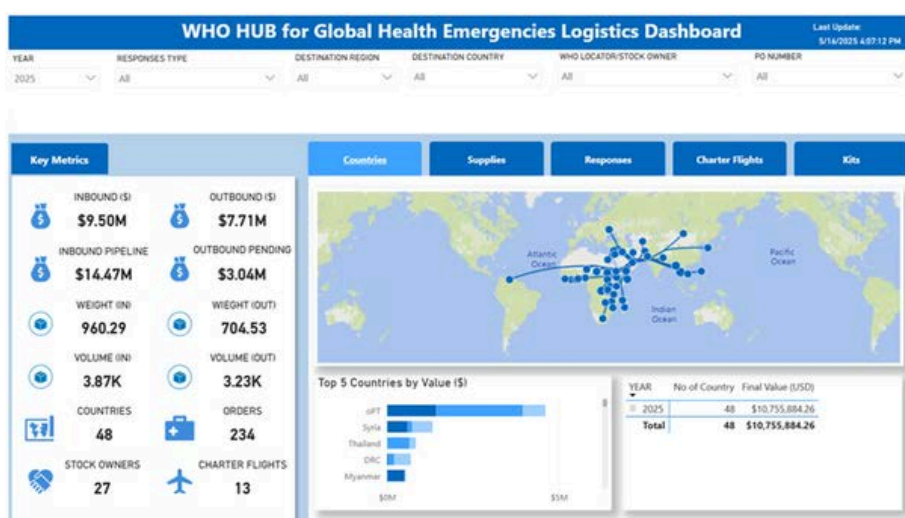 WHO HUB for Global Health Emergencies Logistics Dashboard
Last Update:
5/16/2025 4:07:12 PM
YEAR RESPONSES TYPE DESTINATION REGION DESTINATION COUNTRY WHO LOCATOR/STOCK OWNER PO NUMBER
2025 All All All All All
Key Metrics
Countries Supplies Responses Charter Flights Kits
INBOUND ($) OUTBOUND ($)
$9.50M $7.71M
INBOUND PIPELINE OUTBOUND PENDING
$14.47M $3.04M
WEIGHT (IN) WIEGHT (OUT)
960.29 704.53
VOLUME (IN) VOLUME (OUT)
3.87K 3.23K
COUNTRIES ORDERS
48 234
STOCK OWNERS CHARTER FLIGHTS
27 13
Atlantic
Ocean
Pacific
Ocean
Indian
Ocean
Top 5 Countries by Value ($)
oPT
Syria
Thailand
DRC
Myanmar
$0M $5M
YEAR No of Country Final Value (USD)
2025 48 $10,755,884.26
Total 48 $10,755,884.26